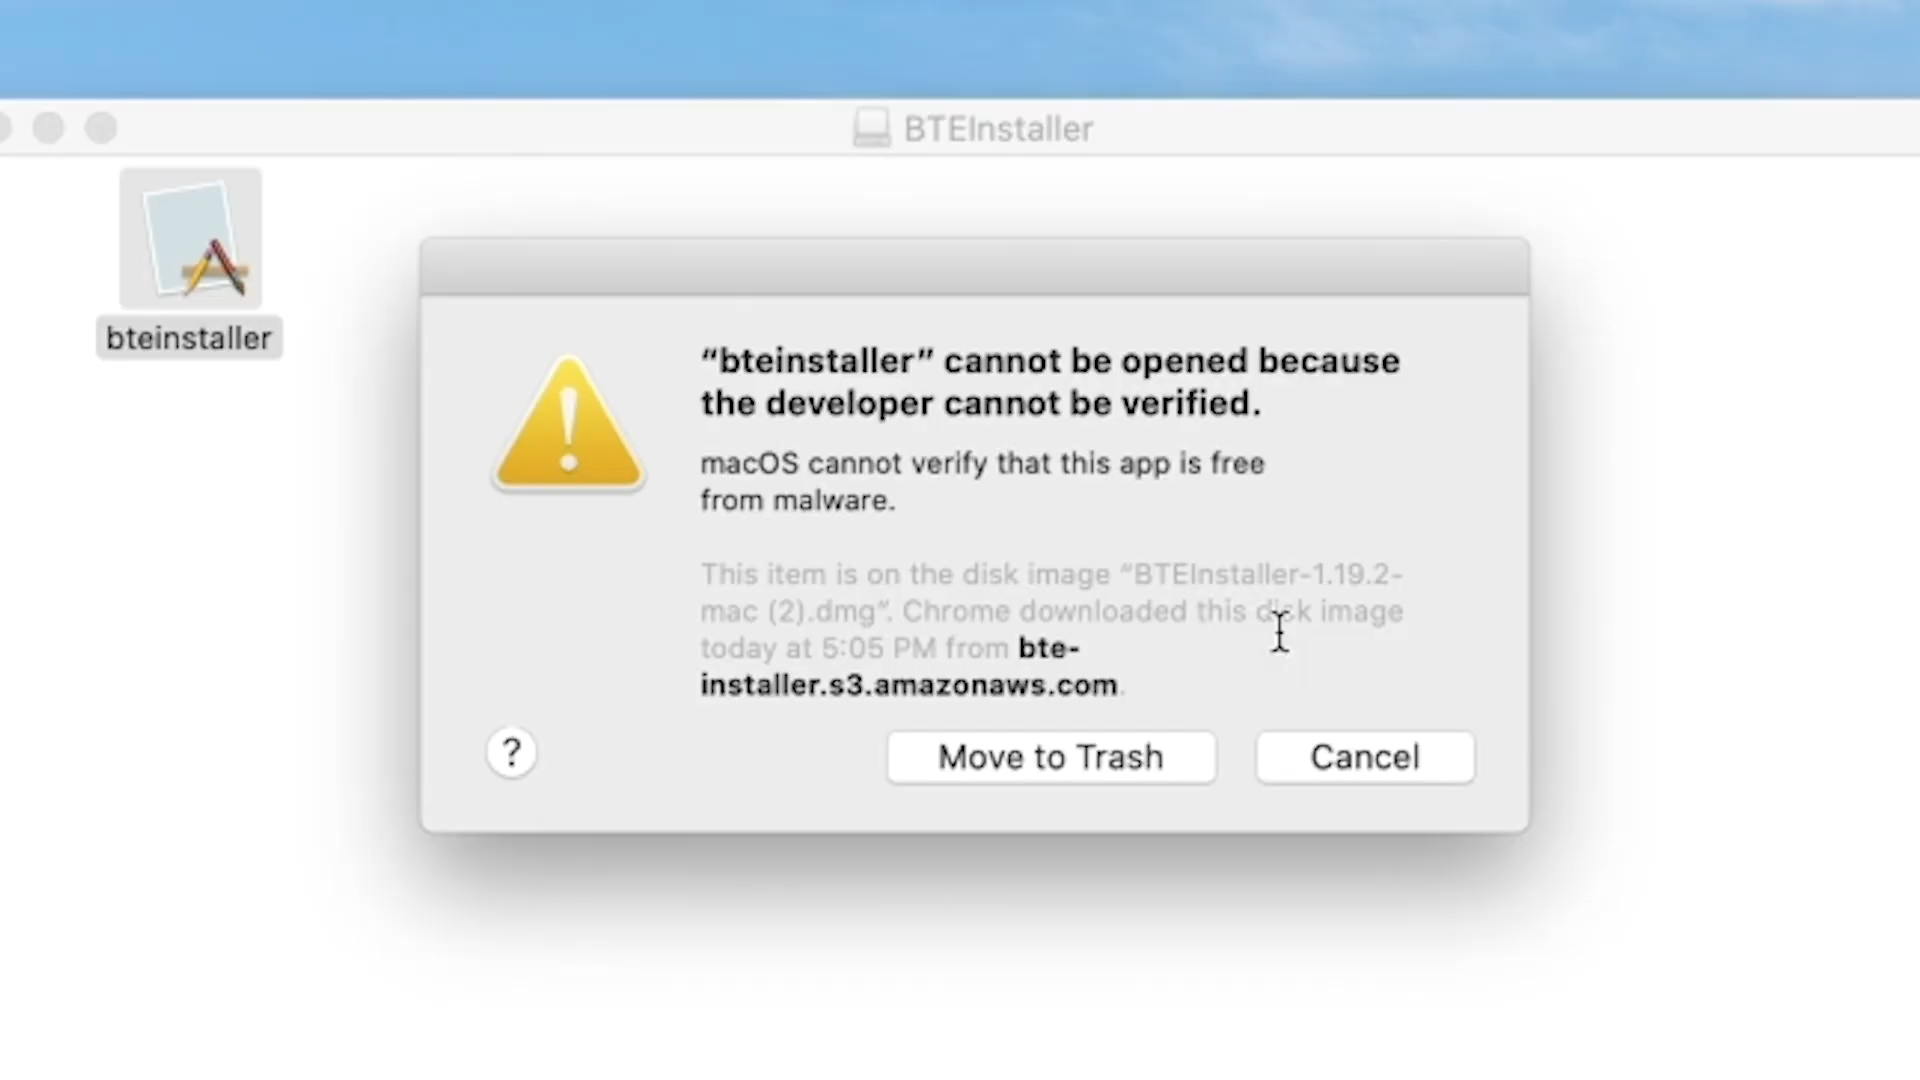 BTEInstaller
bteinstaller
“bteinstaller” cannot be opened because
the developer cannot be verified.
macOS cannot verify that this app is free
from malware.
This item is on the disk image “BTEInstaller-1.19.2-
mac (2).dmg”. Chrome downloaded this disk image
today at 5:05 PM from bte-
installer.s3.amazonaws.com.
?
Move to Trash
Cancel